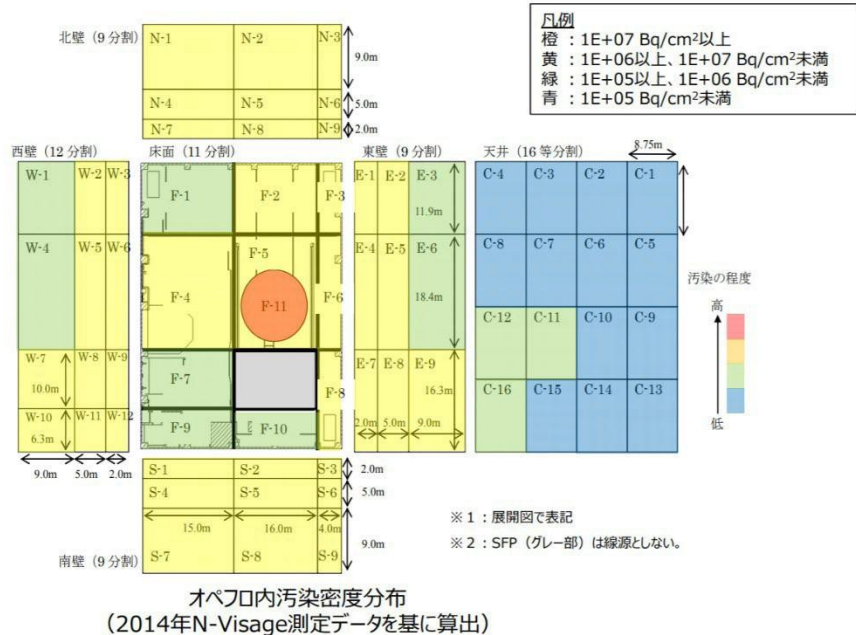 北壁（9分割）
N-1 N-2 N-3
9.0m
N-4 N-5 N-6
5.0m
N-7 N-8 N-9
2.0m
凡例
橙 ：1E+07 Bq/cm²以上
黄 ：1E+06以上、1E+07 Bq/cm²未満
緑 ：1E+05以上、1E+06 Bq/cm²未満
青 ：1E+05 Bq/cm²未満
西壁（12分割）
W-1 W-2 W-3
W-4 W-5 W-6
W-7 W-8 W-9
10.0m
W-10 W-11 W-12
6.3m
9.0m 5.0m 2.0m
床面（11分割）
F-1 F-2 F-3
F-5
F-4 F-11 F-6
F-7 F-8
F-9 F-10
東壁（9分割）
E-1 E-2 E-3
11.9m
E-4 E-5 E-6
18.4m
E-7 E-8 E-9
16.3m
2.0m 5.0m 9.0m
天井（16等分割）
8.75m
C-4 C-3 C-2 C-1
C-8 C-7 C-6 C-5
C-12 C-11 C-10 C-9
C-16 C-15 C-14 C-13
汚染の程度
高
低
S-1 S-2 S-3
2.0m
S-4 S-5 S-6
5.0m
15.0m 16.0m 4.0m
9.0m
S-7 S-8 S-9
南壁（9分割）
※1：展開図で表記
※2：SFP（グレー部）は線源としない。
オペフロ内汚染密度分布
（2014年N-Visage測定データを基に算出）